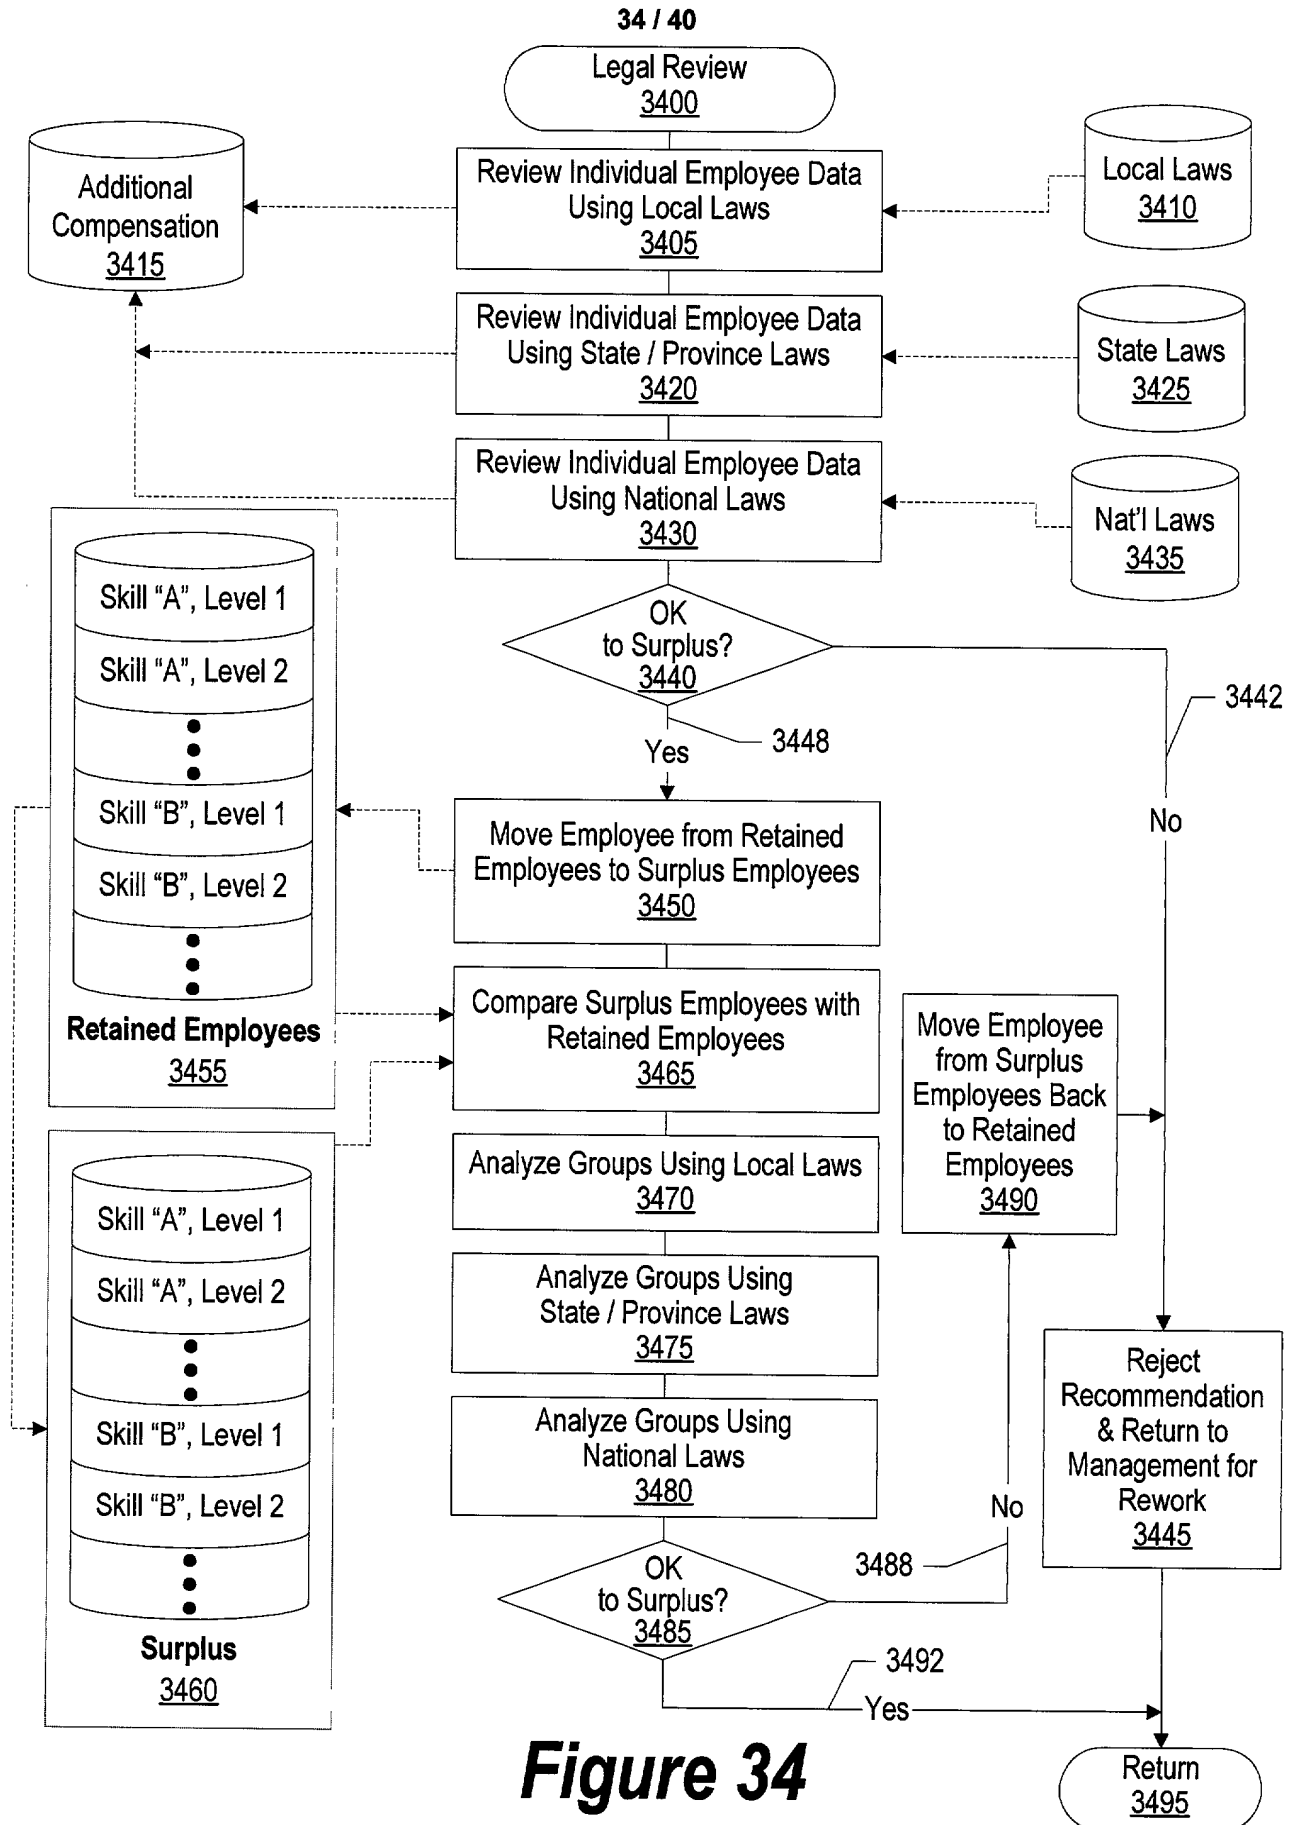 34 / 40
Legal Review
3400
Additional
Compensation
3415
Review Individual Employee Data
Using Local Laws
3405
Local Laws
3410
Review Individual Employee Data
Using State / Province Laws
3420
State Laws
3425
Review Individual Employee Data
Using National Laws
3430
Nat'l Laws
3435
OK
to Surplus?
3440
3442
3448
Yes
No
Skill “A”, Level 1
Skill “A”, Level 2
Skill “B”, Level 1
Skill “B”, Level 2
Retained Employees
3455
Move Employee from Retained
Employees to Surplus Employees
3450
Compare Surplus Employees with
Retained Employees
3465
Move Employee
from Surplus
Employees Back
to Retained
Employees
3490
Analyze Groups Using Local Laws
3470
Skill “A”, Level 1
Skill “A”, Level 2
Skill “B”, Level 1
Skill “B”, Level 2
Surplus
3460
Analyze Groups Using
State / Province Laws
3475
Analyze Groups Using
National Laws
3480
Reject
Recommendation
& Return to
Management for
Rework
3445
No
3488
OK
to Surplus?
3485
3492
Yes
Figure 34
Return
3495